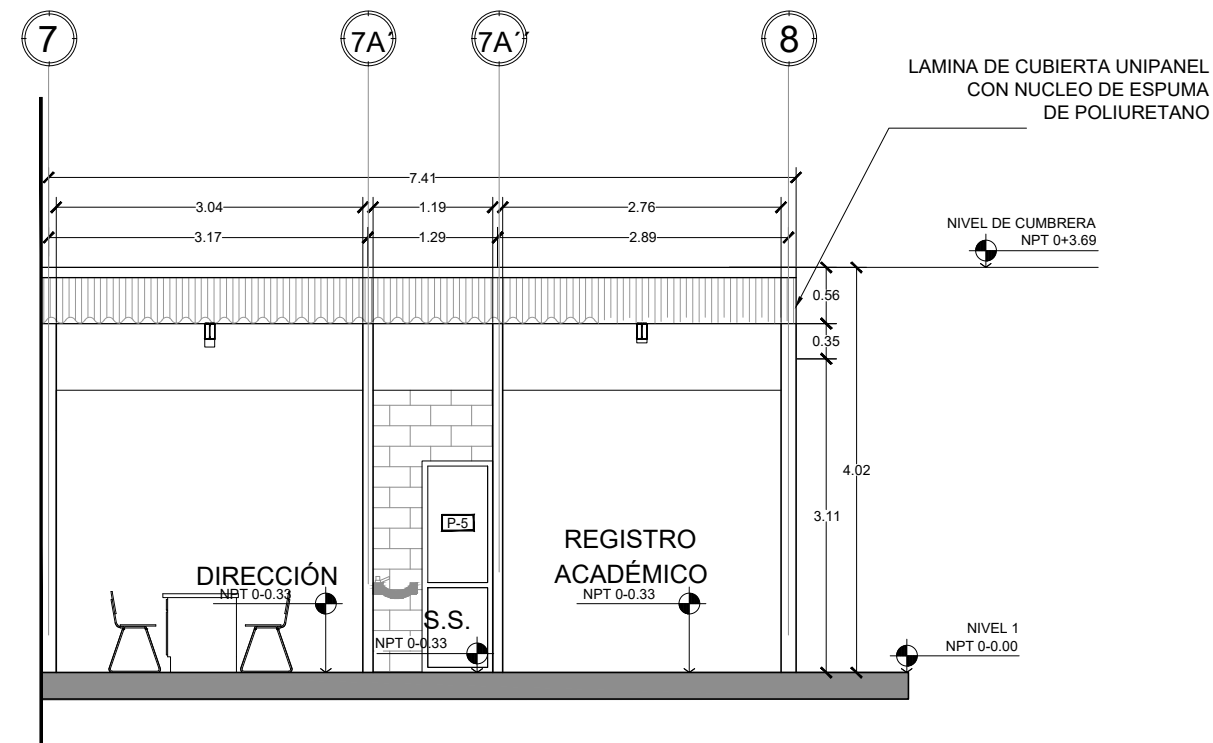 7
7A´
7A´´
8
LAMINA DE CUBIERTA UNIPANEL
CON NUCLEO DE ESPUMA
DE POLIURETANO
7.41
3.04
1.19
2.76
3.17
1.29
2.89
NIVEL DE CUMBRERA
NPT 0+3.69
0.56
0.35
4.02
3.11
P-5
DIRECCIÓN
NPT 0-0.33
S.S.
NPT 0-0.33
REGISTRO
ACADÉMICO
NPT 0-0.33
NIVEL 1
NPT 0-0.00